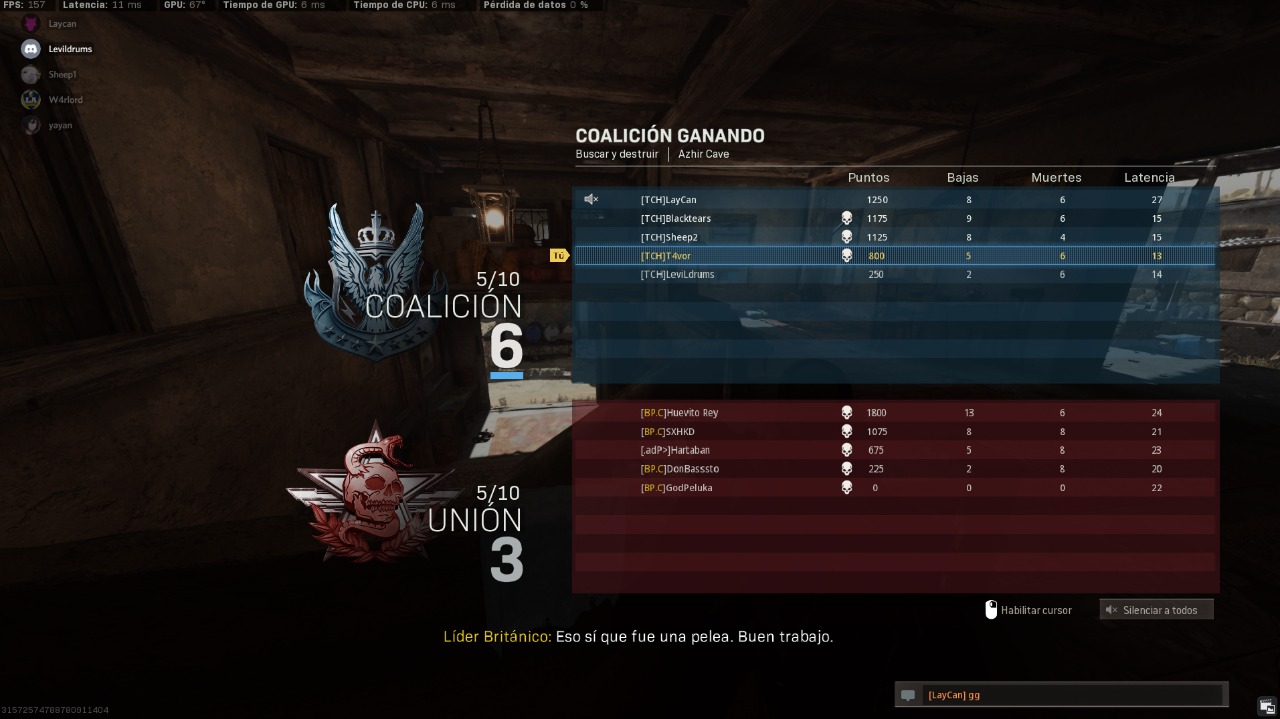 FPS: 157 Latencia: 11 ms GPU: 67° Tiempo de GPU: 6 ms Tiempo de CPU: 6 ms Pérdida de datos 0 %
Laycan
Levildrums
Sheep1
W4rlord
yayan
COALICIÓN GANANDO
Buscar y destruir | Azhir Cave
Puntos Bajas Muertes Latencia
[TCH]LayCan 1250 8 6 27
[TCH]Blacktears 1175 9 6 15
[TCH]Sheep2 1125 8 4 15
Tú [TCH]T4vor 800 5 6 13
[TCH]LeviLdrums 250 2 6 14
5/10
COALICIÓN
6
[BP.C]Huevito Rey 1800 13 6 24
[BP.C]SXHKD 1075 8 8 21
[.adP>]Hartaban 675 5 8 23
[BP.C]DonBasssto 225 2 8 20
[BP.C]GodPeluka 0 0 0 22
5/10
UNIÓN
3
Habilitar cursor Silenciar a todos
Líder Británico: Eso sí que fue una pelea. Buen trabajo.
[LayCan] gg